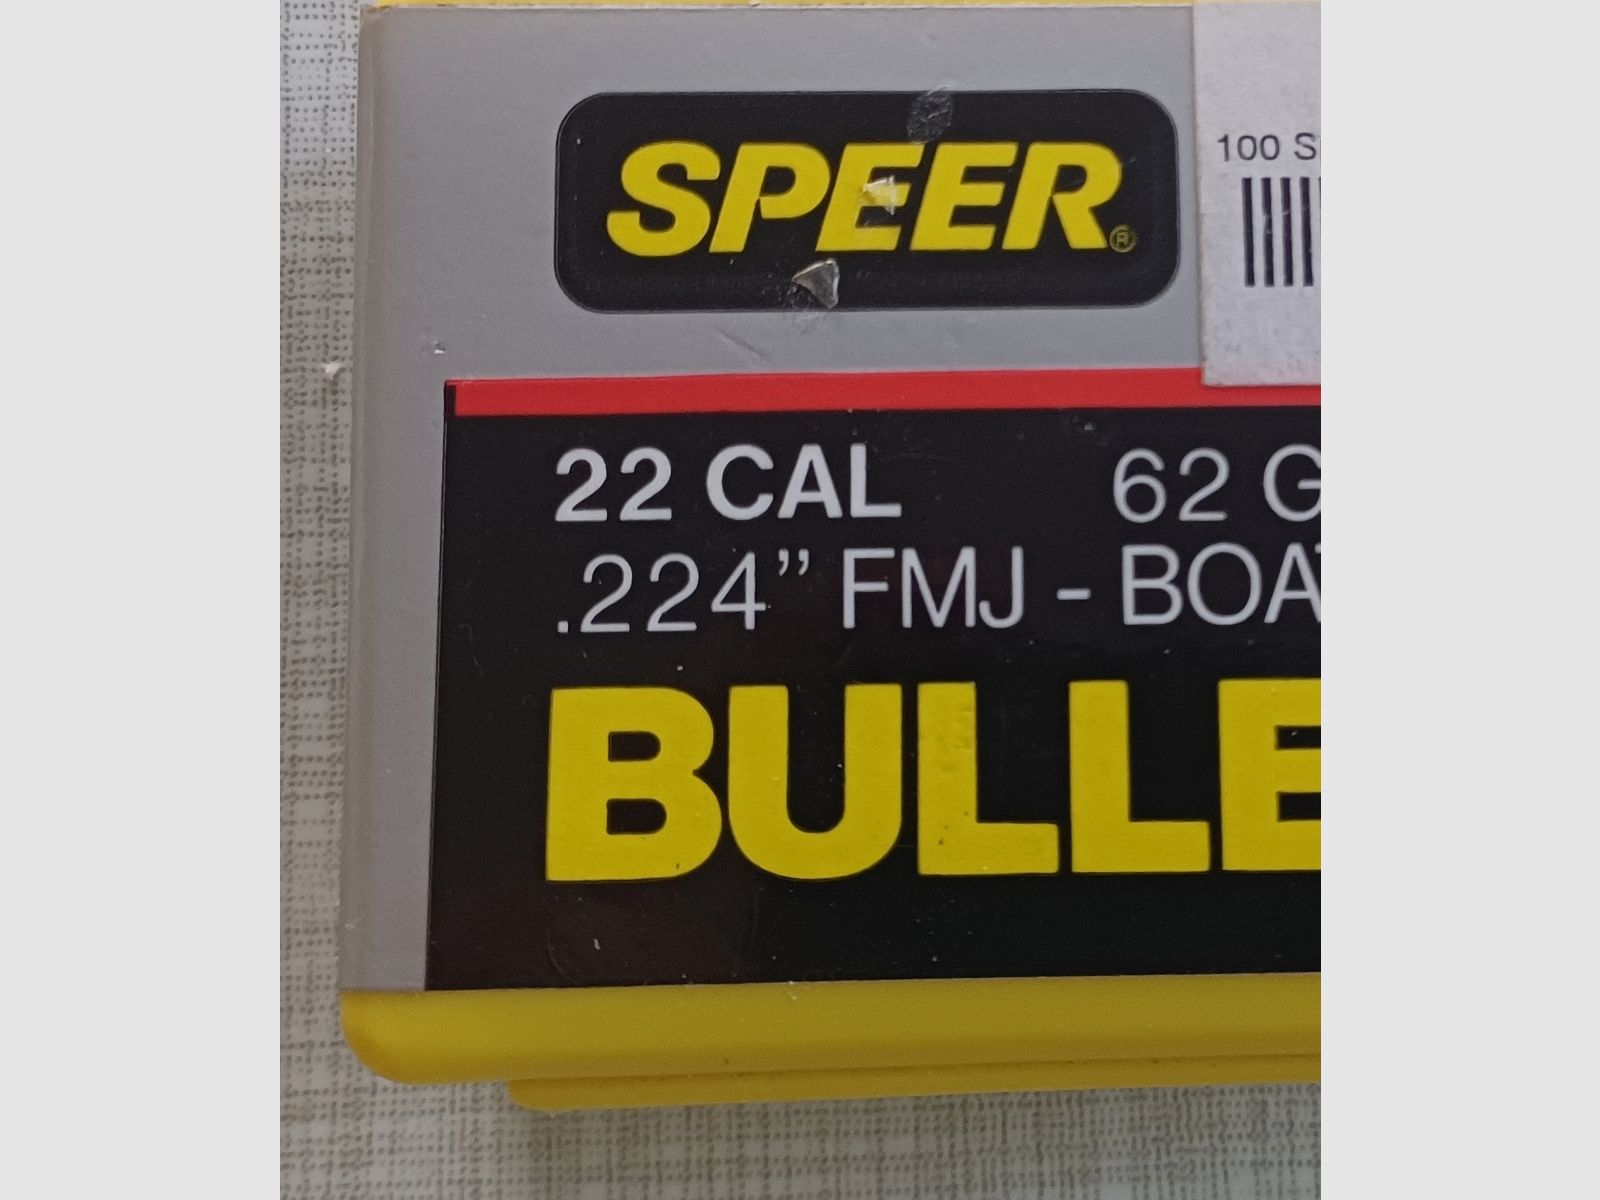 SPEER®
100 S
22 CAL 62 G
.224” FMJ - BOA
BULLE